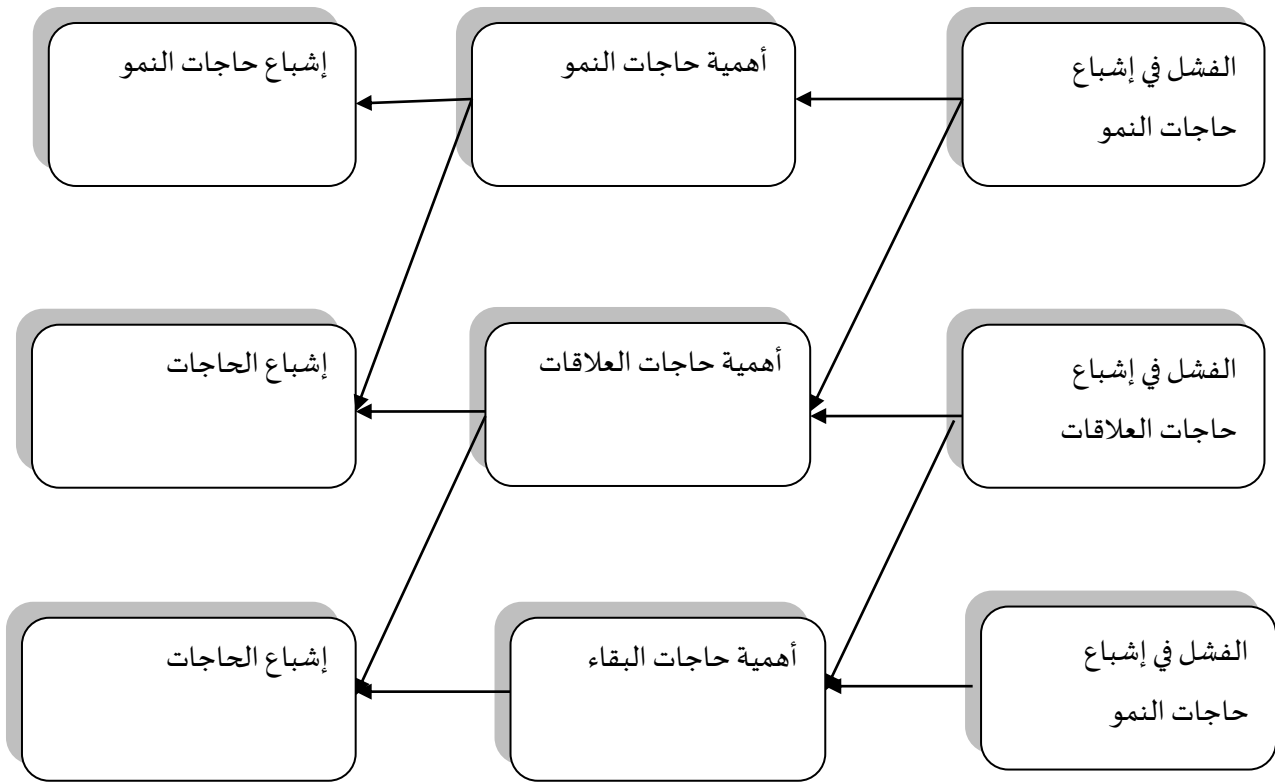 الفشل في إشباع
حاجات النمو
أهمية حاجات النمو
إشباع حاجات النمو
الفشل في إشباع
حاجات العلاقات
أهمية حاجات العلاقات
إشباع الحاجات
الفشل في إشباع
حاجات النمو
أهمية حاجات البقاء
إشباع الحاجات